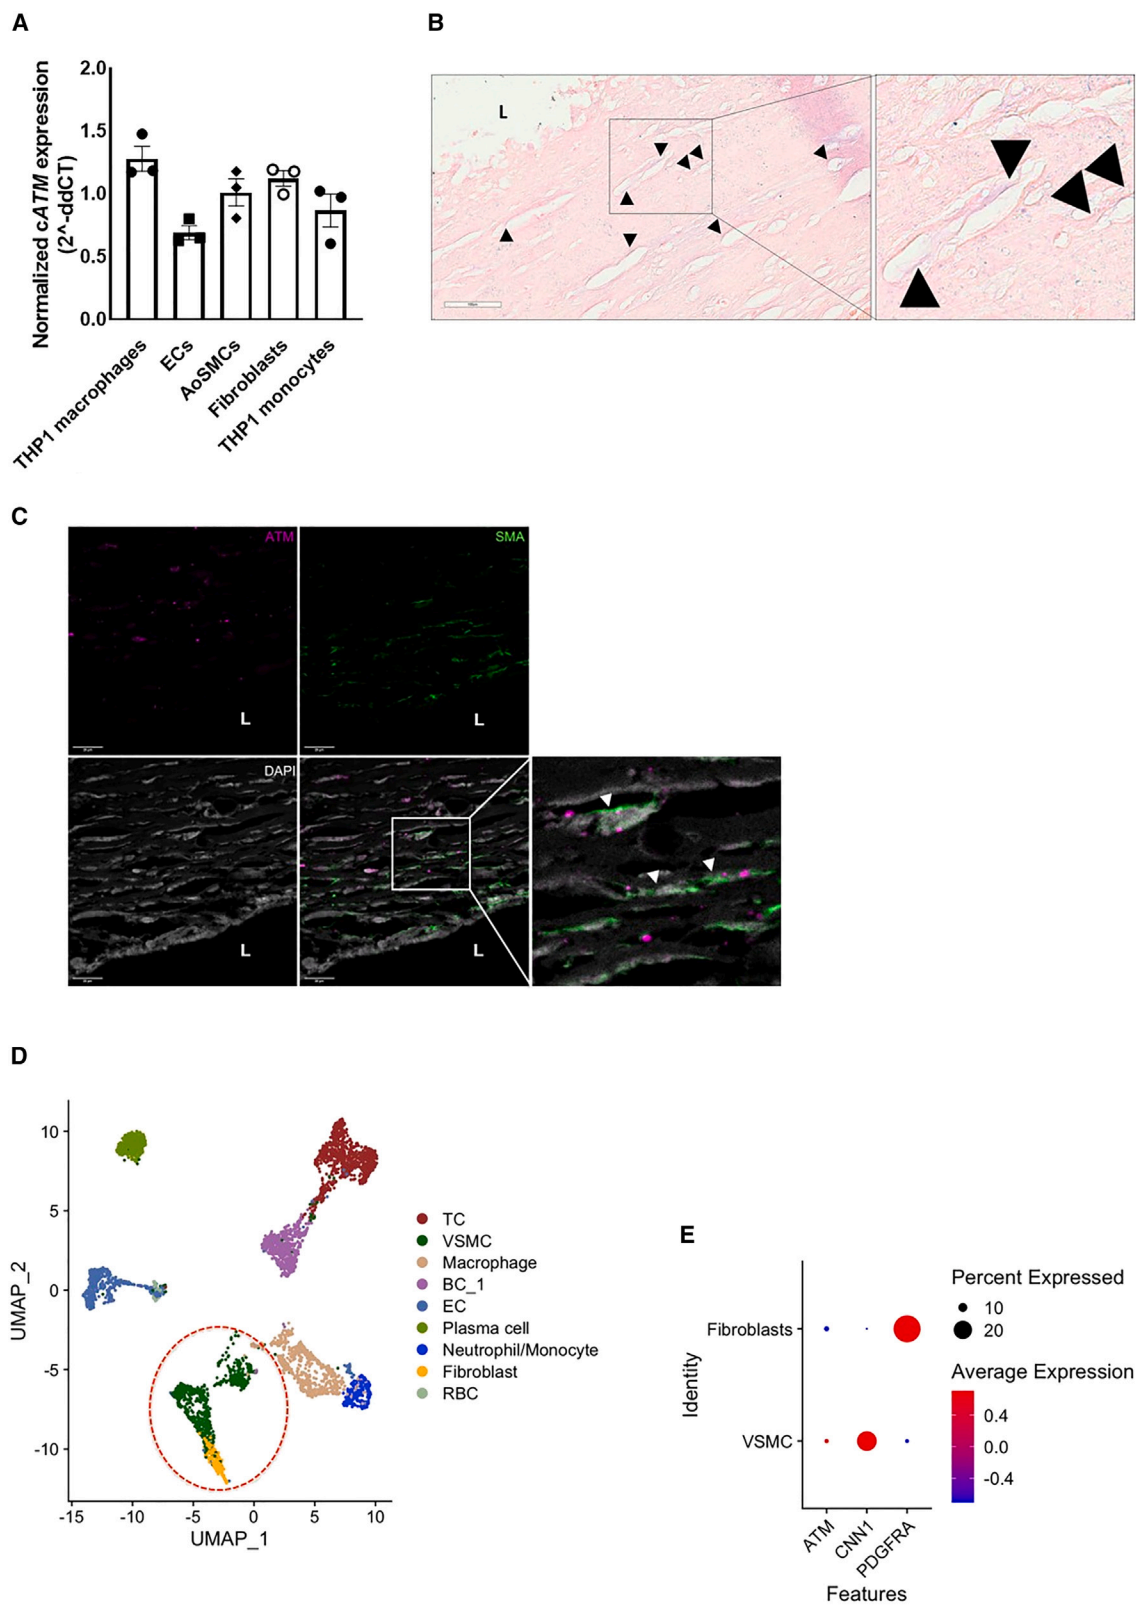 A
Normalized cATM expression
(2^-ddCT)
2.0
1.5
1.0
0.5
0.0
THP1 macrophages
ECs
AoSMCs
Fibroblasts
THP1 monocytes
B
L
C
ATM
SMA
L
L
DAPI
L
L
D
UMAP_2
10
5
0
-5
-10
-15
-10
-5
0
5
10
UMAP_1
TC
VSMC
Macrophage
BC_1
EC
Plasma cell
Neutrophil/Monocyte
Fibroblast
RBC
E
Identity
Fibroblasts
VSMC
ATM
CNN1
PDGFRA
Features
Percent Expressed
10
20
Average Expression
0.4
0.0
-0.4